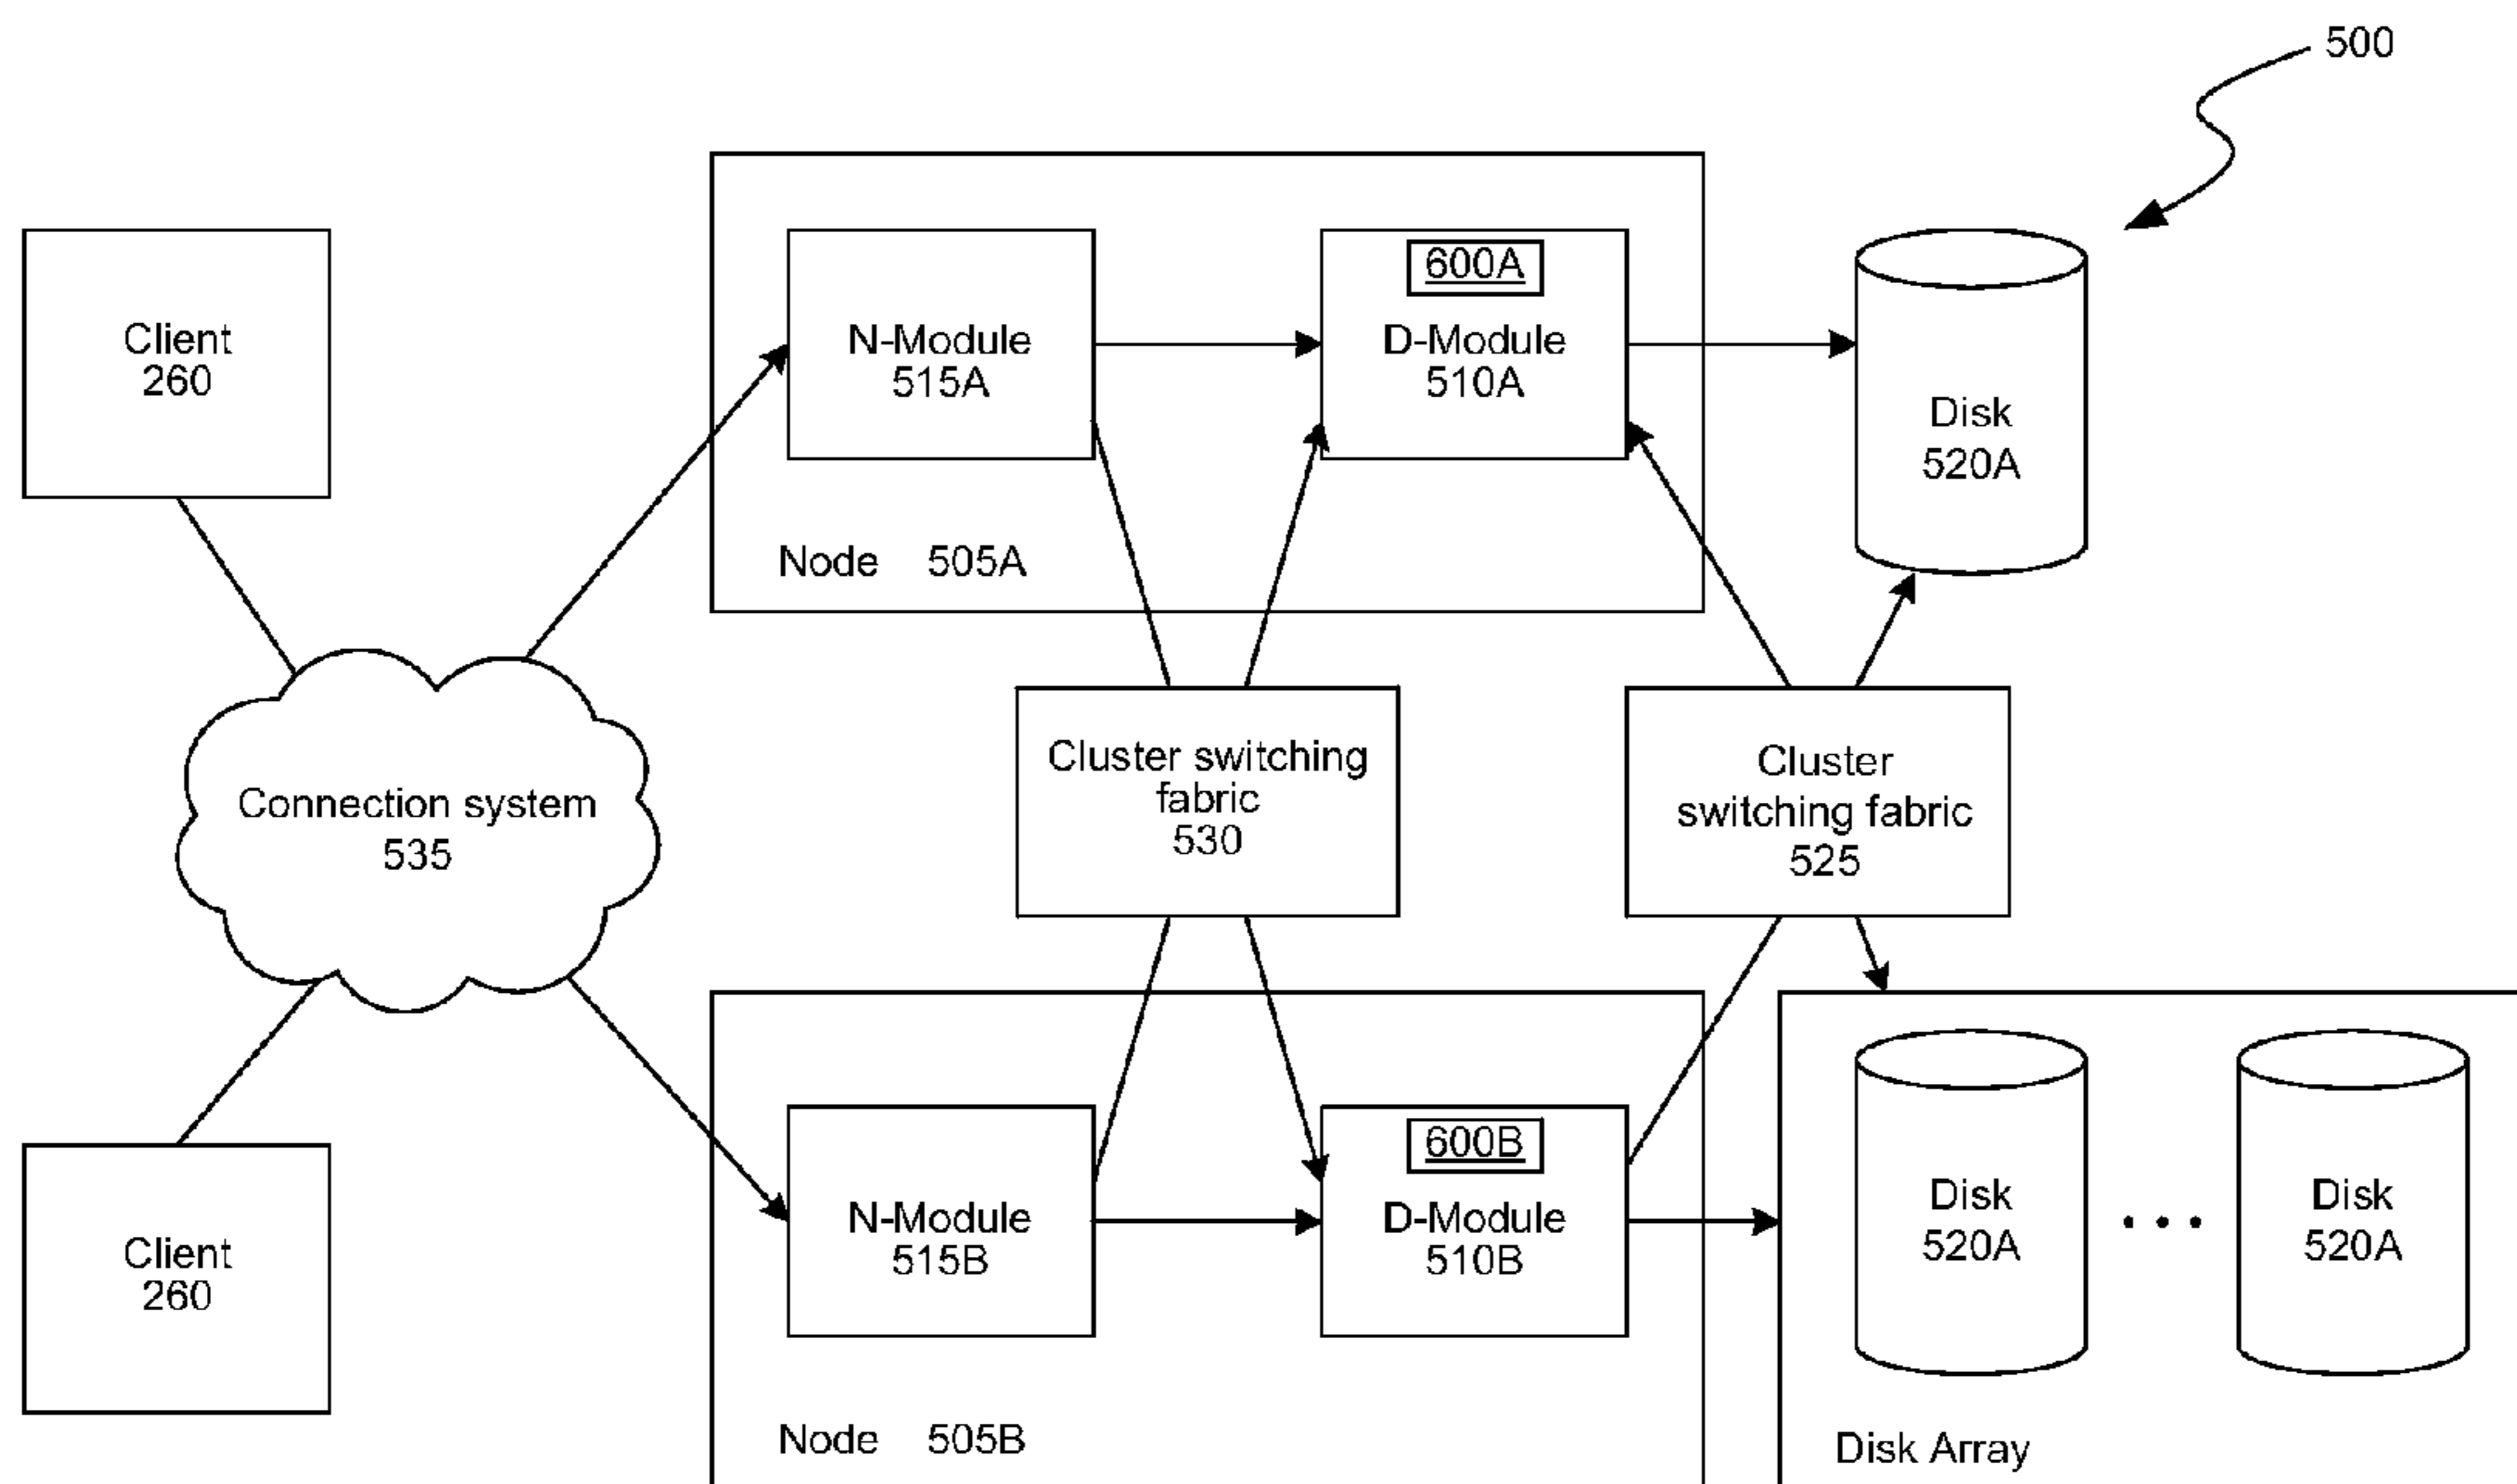 500
Client
260
N-Module
515A
600A
D-Module
510A
Disk
520A
Node 505A
Connection system
535
Cluster switching
fabric
530
Cluster
switching fabric
525
Client
260
N-Module
515B
600B
D-Module
510B
Disk
520A
• • •
Disk
520A
Node 505B
Disk Array